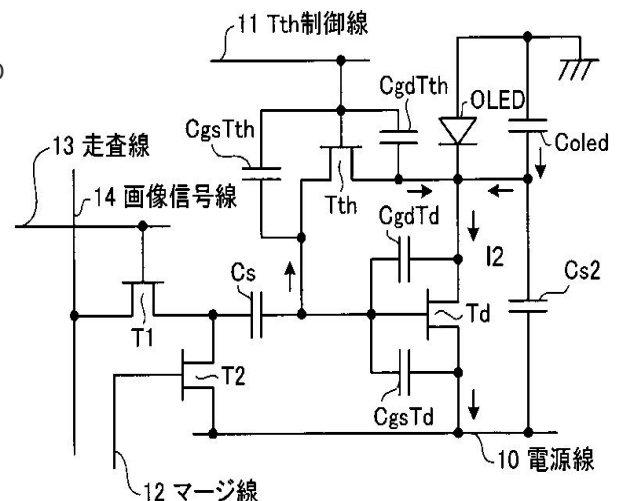 11 Tth制御線
CgdTth
OLED
CgsTth
Coled
13 走査線
14 画像信号線
Tth
CgdTd
I2
Cs
Cs2
Td
T1
T2
CgsTd
10 電源線
12 マージ線